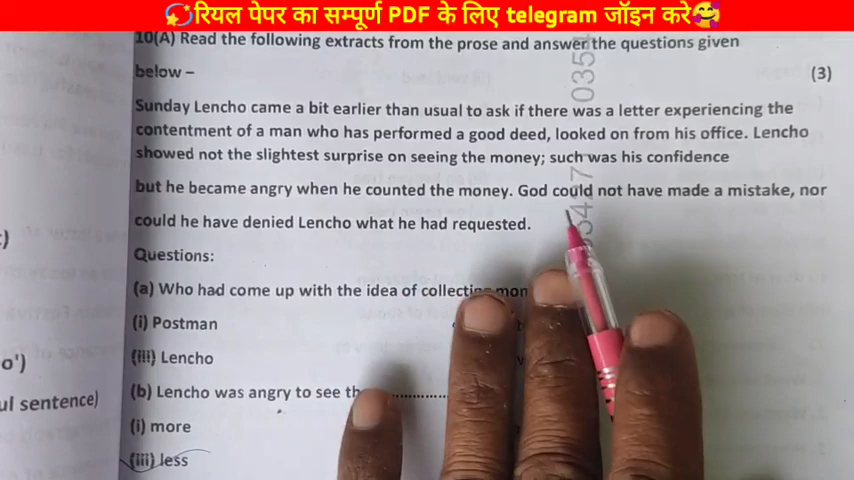 💫रियल पेपर का सम्पूर्ण PDF के लिए telegram जॉइन करे🥰
10(A) Read the following extracts from the prose and answer the questions given
below – (3)
Sunday Lencho came a bit earlier than usual to ask if there was a letter experiencing the
contentment of a man who has performed a good deed, looked on from his office. Lencho
showed not the slightest surprise on seeing the money; such was his confidence
but he became angry when he counted the money. God could not have made a mistake, nor
could he have denied Lencho what he had requested.
Questions:
(a) Who had come up with the idea of collecting
(i) Postman
(iii) Lencho
(b) Lencho was angry to see
(i) more
(iii) less
o')
ul sentence)